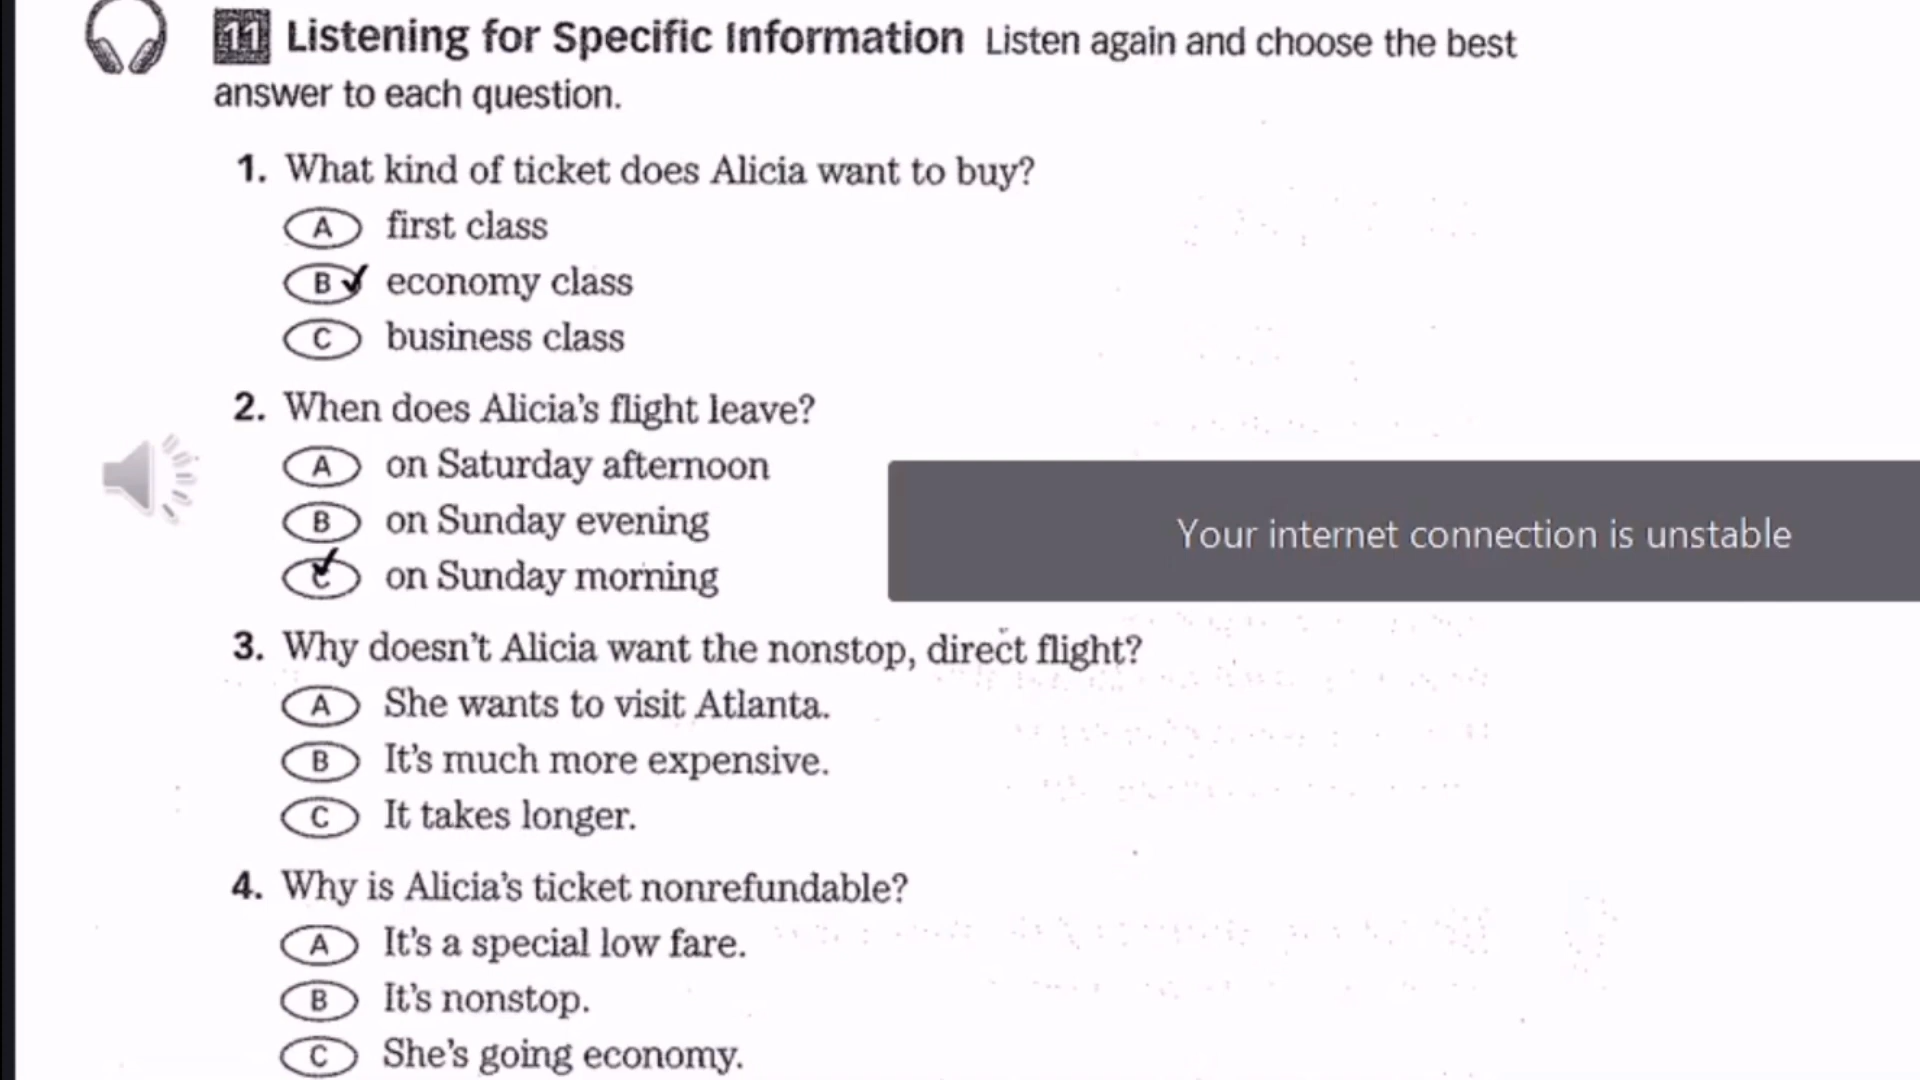 11 Listening for Specific Information Listen again and choose the best
answer to each question.
1. What kind of ticket does Alicia want to buy?
A first class
B economy class
C business class
2. When does Alicia's flight leave?
A on Saturday afternoon
B on Sunday evening
C on Sunday morning
Your internet connection is unstable
3. Why doesn't Alicia want the nonstop, direct flight?
A She wants to visit Atlanta.
B It's much more expensive.
C It takes longer.
4. Why is Alicia's ticket nonrefundable?
A It's a special low fare.
B It's nonstop.
C She's going economy.